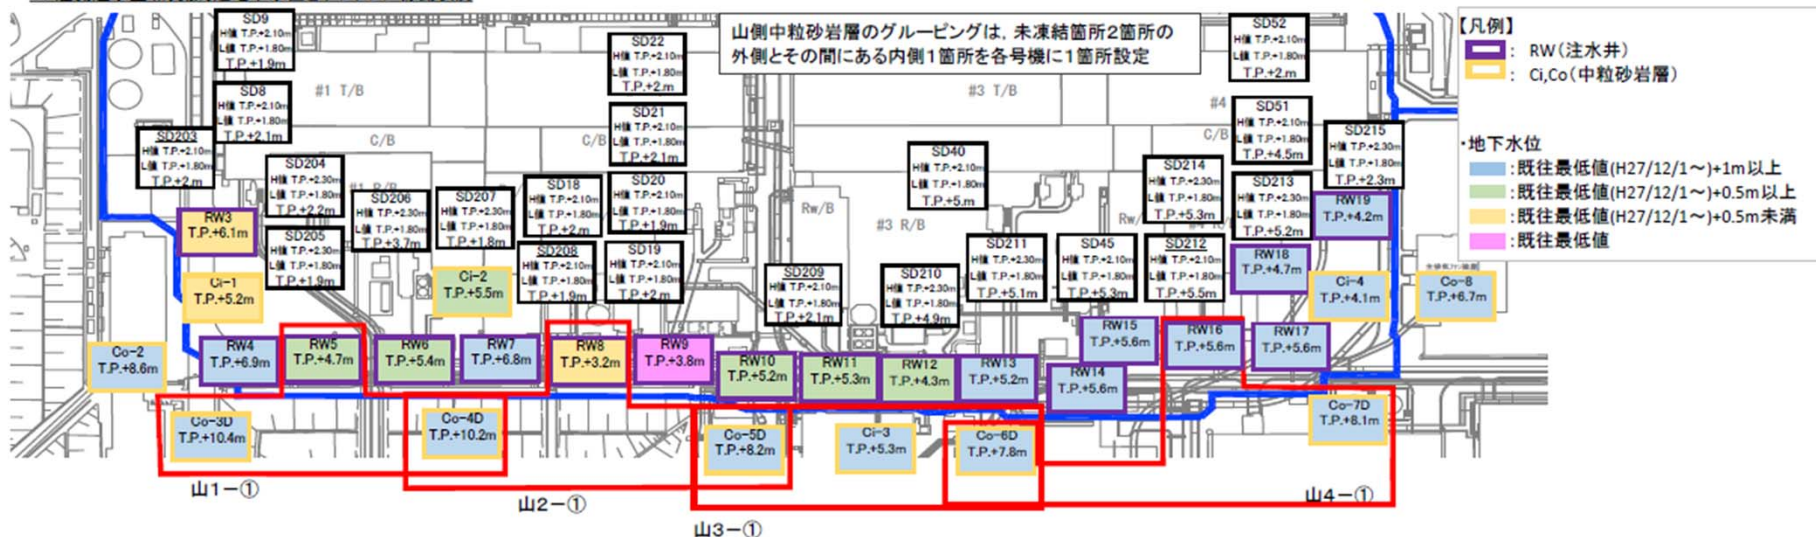 山側中粒砂岩層のグルーピングは，未凍結箇所2箇所の
外側とその間にある内側1箇所を各号機に1箇所設定
【凡例】
： RW（注水井）
： Ci,Co（中粒砂岩層）
・地下水位
：既往最低値(H27/12/1～)+1m以上
：既往最低値(H27/12/1～)+0.5m以上
：既往最低値(H27/12/1～)+0.5m未満
：既往最低値
SD9
H値 T.P.+2.10m
L値 T.P.+1.80m
T.P.+1.9m
SD8
H値 T.P.+2.10m
L値 T.P.+1.80m
T.P.+2.1m
SD203
H値 T.P.+2.10m
L値 T.P.+1.80m
T.P.+2.m
SD204
H値 T.P.+2.30m
L値 T.P.+1.80m
T.P.+2.2m
SD205
H値 T.P.+2.30m
L値 T.P.+1.80m
T.P.+1.9m
SD206
H値 T.P.+2.30m
L値 T.P.+1.80m
T.P.+3.7m
SD207
H値 T.P.+2.30m
L値 T.P.+1.80m
T.P.+1.8m
SD18
H値 T.P.+2.10m
L値 T.P.+1.80m
T.P.+2.m
SD208
H値 T.P.+2.10m
L値 T.P.+1.80m
T.P.+1.9m
SD22
H値 T.P.+2.10m
L値 T.P.+1.80m
T.P.+2.m
SD21
H値 T.P.+2.10m
L値 T.P.+1.80m
T.P.+2.1m
SD20
H値 T.P.+2.10m
L値 T.P.+1.80m
T.P.+1.9m
SD19
H値 T.P.+2.10m
L値 T.P.+1.80m
T.P.+2.m
SD209
H値 T.P.+2.10m
L値 T.P.+1.80m
T.P.+2.1m
SD40
H値 T.P.+2.10m
L値 T.P.+1.80m
T.P.+5.m
SD210
H値 T.P.+2.30m
L値 T.P.+1.80m
T.P.+4.9m
SD211
H値 T.P.+2.30m
L値 T.P.+1.80m
T.P.+5.1m
SD45
H値 T.P.+2.10m
L値 T.P.+1.80m
T.P.+5.3m
SD214
H値 T.P.+2.30m
L値 T.P.+1.80m
T.P.+5.3m
SD212
H値 T.P.+2.10m
L値 T.P.+1.80m
T.P.+5.5m
SD52
H値 T.P.+2.10m
L値 T.P.+1.80m
T.P.+2.m
SD51
H値 T.P.+2.10m
L値 T.P.+1.80m
T.P.+4.5m
SD213
H値 T.P.+2.30m
L値 T.P.+1.80m
T.P.+5.2m
SD215
H値 T.P.+2.30m
L値 T.P.+1.80m
T.P.+2.3m
#1 T/B
C/B
C/B
#3 T/B
Rw/B
#3 R/B
#4
C/B
RW3
T.P.+6.1m
Ci-1
T.P.+5.2m
Ci-2
T.P.+5.5m
RW19
T.P.+4.2m
RW18
T.P.+4.7m
Ci-4
T.P.+4.1m
Co-8
T.P.+6.7m
Co-2
T.P.+8.6m
RW4
T.P.+6.9m
RW5
T.P.+4.7m
RW6
T.P.+5.4m
RW7
T.P.+6.8m
RW8
T.P.+3.2m
RW9
T.P.+3.8m
RW10
T.P.+5.2m
RW11
T.P.+5.3m
RW12
T.P.+4.3m
RW13
T.P.+5.2m
RW14
T.P.+5.6m
RW15
T.P.+5.6m
RW16
T.P.+5.6m
RW17
T.P.+5.6m
Co-3D
T.P.+10.4m
Co-4D
T.P.+10.2m
Co-5D
T.P.+8.2m
Ci-3
T.P.+5.3m
Co-6D
T.P.+7.8m
Co-7D
T.P.+8.1m
山1－①
山2－①
山3－①
山4－①